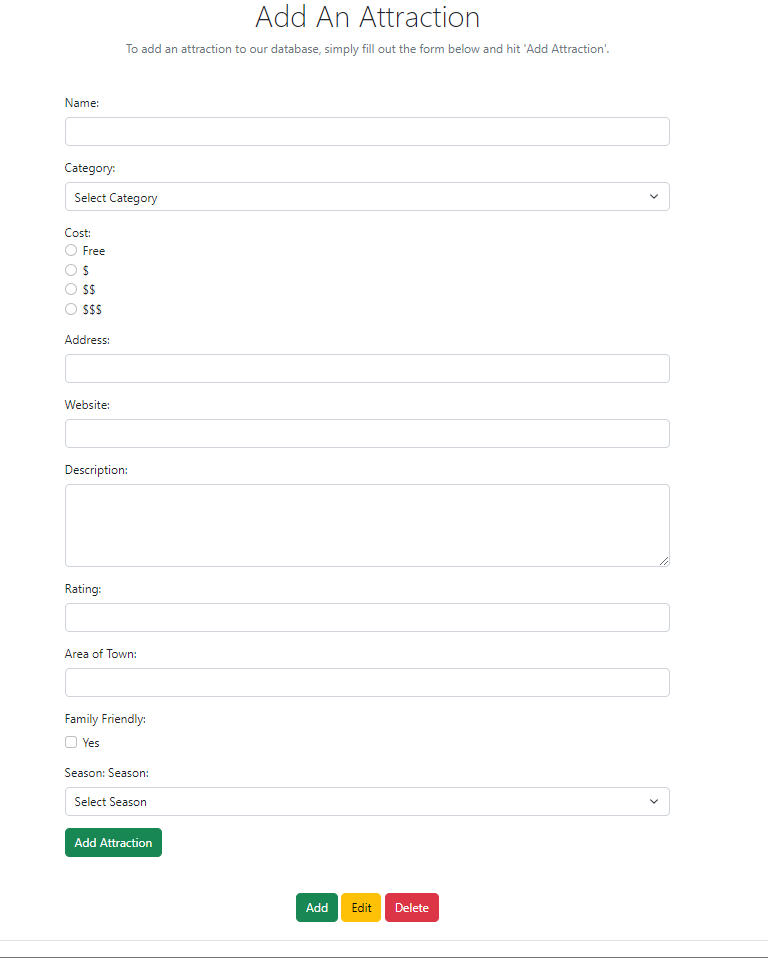 Add An Attraction
To add an attraction to our database, simply fill out the form below and hit 'Add Attraction'.
Name:
Category:
Select Category
Cost:
Free
$
$$
$$$
Address:
Website:
Description:
Rating:
Area of Town:
Family Friendly:
Yes
Season: Season:
Select Season
Add Attraction
Add Edit Delete